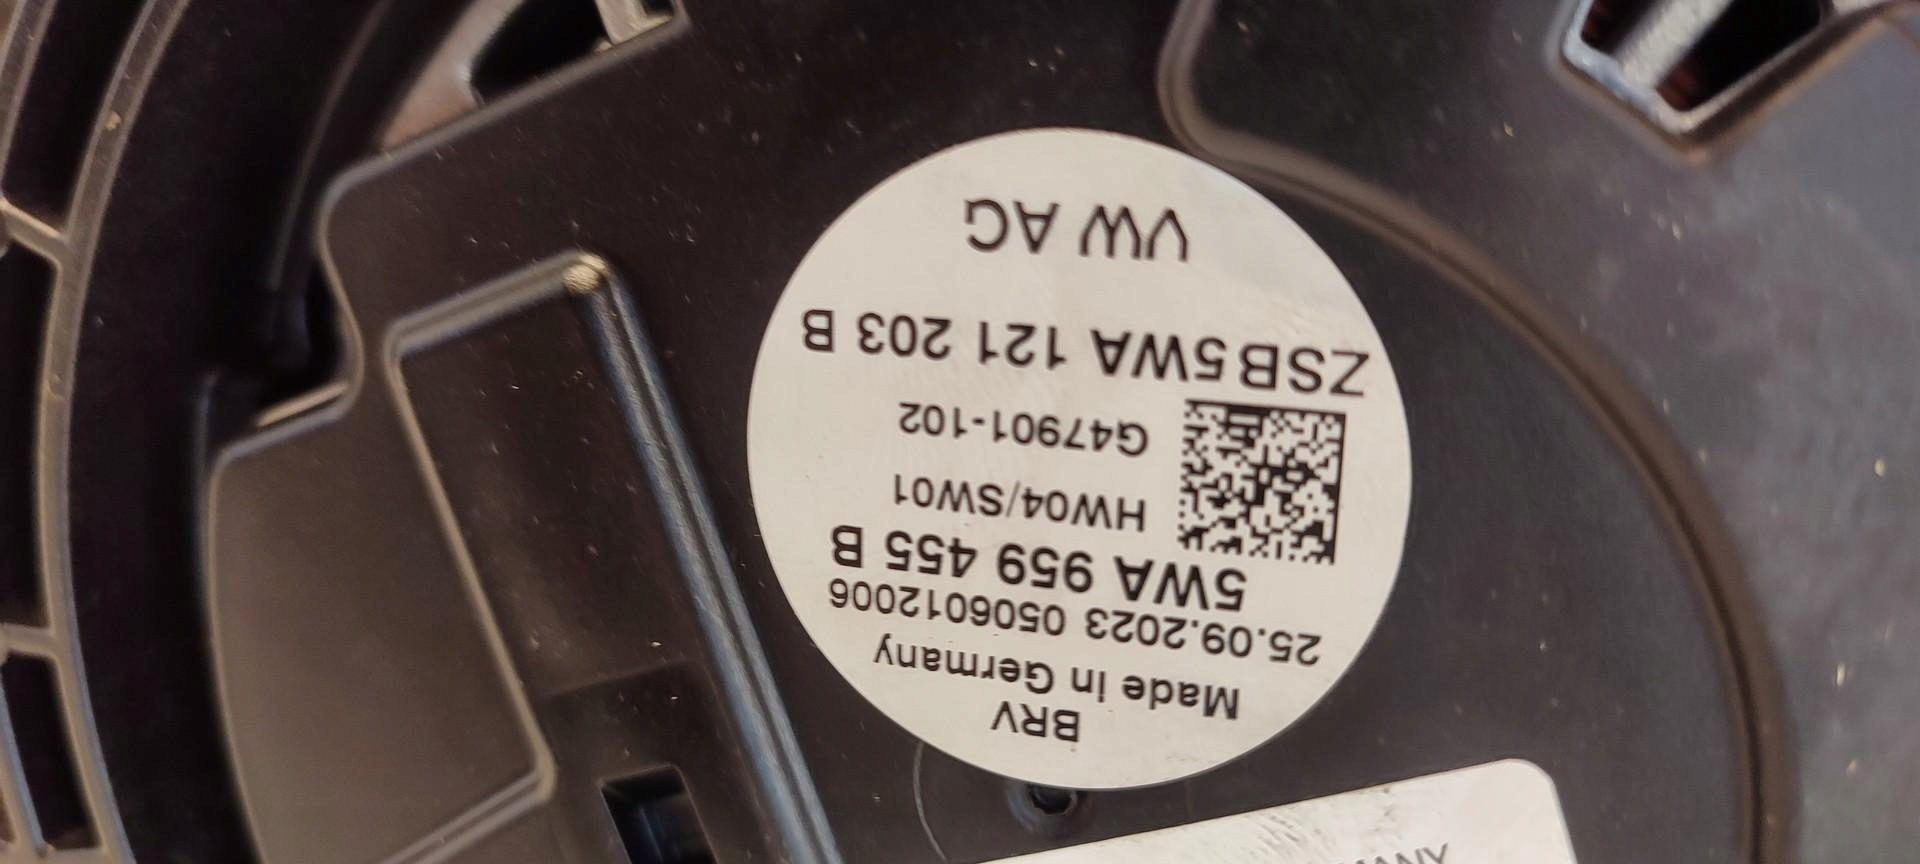 VW AG
ZSB 5WA 121 203 B
G47901-102
HW04/SW01
5WA 959 455 B
25.09.2023 0506012006
Made in Germany
BRV